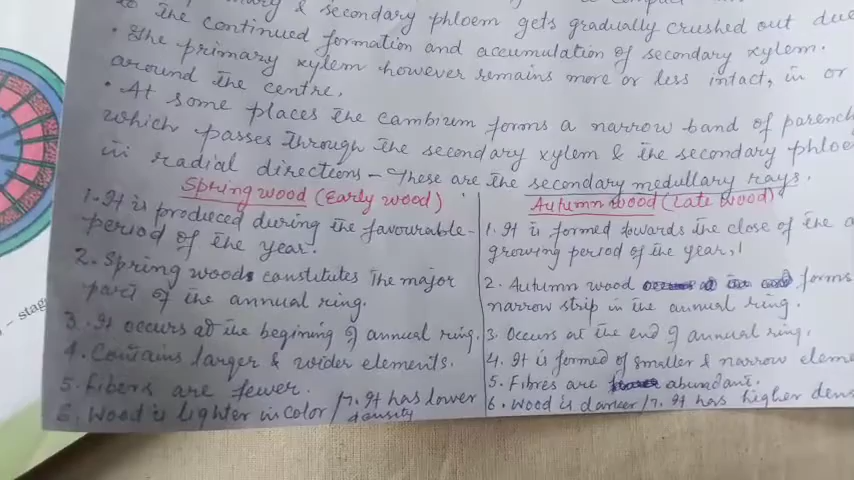 primary & secondary phloem gets gradually crushed out due
to the continued formation and accumulation of secondary xylem.
• The primary xylem however remains more or less intact, in or
around the centre.
• At some places the cambium forms a narrow band of parench
which passes through the secondary xylem & the secondary phloe
in radial directions – These are the secondary medullary rays.
Spring wood (Early wood)
1. It is produced during the favourable
period of the year.
2. Spring woods constitutes the major
part of the annual ring.
3. It occurs at the begining of annual ring.
4. Contains larger & wider elements.
5. Fibers are fewer.
6. Wood is lighter in color / 7. It has lower
density
Autumn wood (Late wood)
1. It is formed towards the close of the a
growing period of the year,
2. Autumn wood forms
narrow strip in the annual ring.
3. Occurs at the end of annual ring.
4. It is formed of smaller & narrow eleme
5. Fibres are abundant.
6. Wood is darker / 7. It has higher dens
– stag